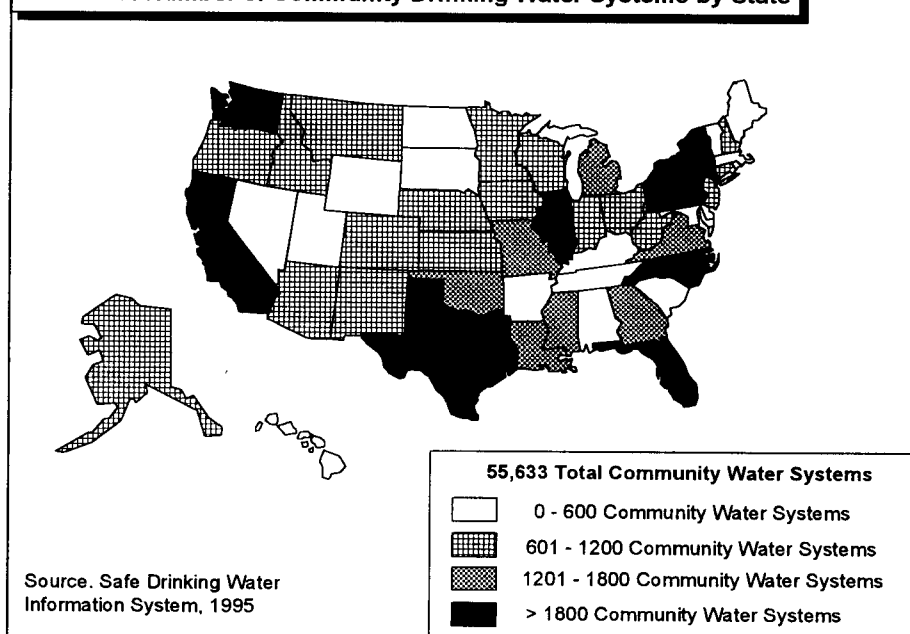 Number of Community Drinking Water Systems by State
55,633 Total Community Water Systems
0 - 600 Community Water Systems
601 - 1200 Community Water Systems
1201 - 1800 Community Water Systems
> 1800 Community Water Systems
Source. Safe Drinking Water
Information System, 1995